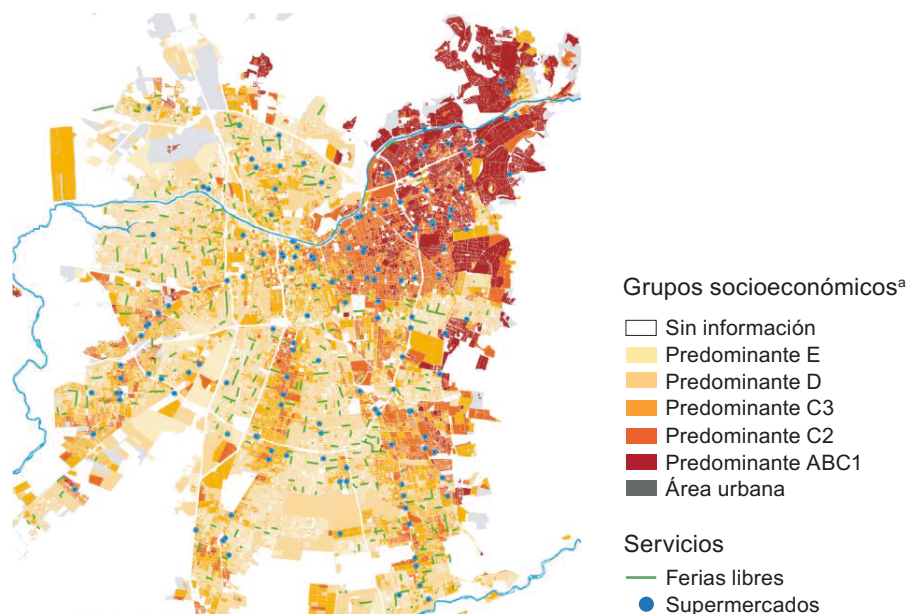 Grupos socioeconómicosª
Sin información
Predominante E
Predominante D
Predominante C3
Predominante C2
Predominante ABC1
Área urbana
Servicios
Ferias libres
Supermercados